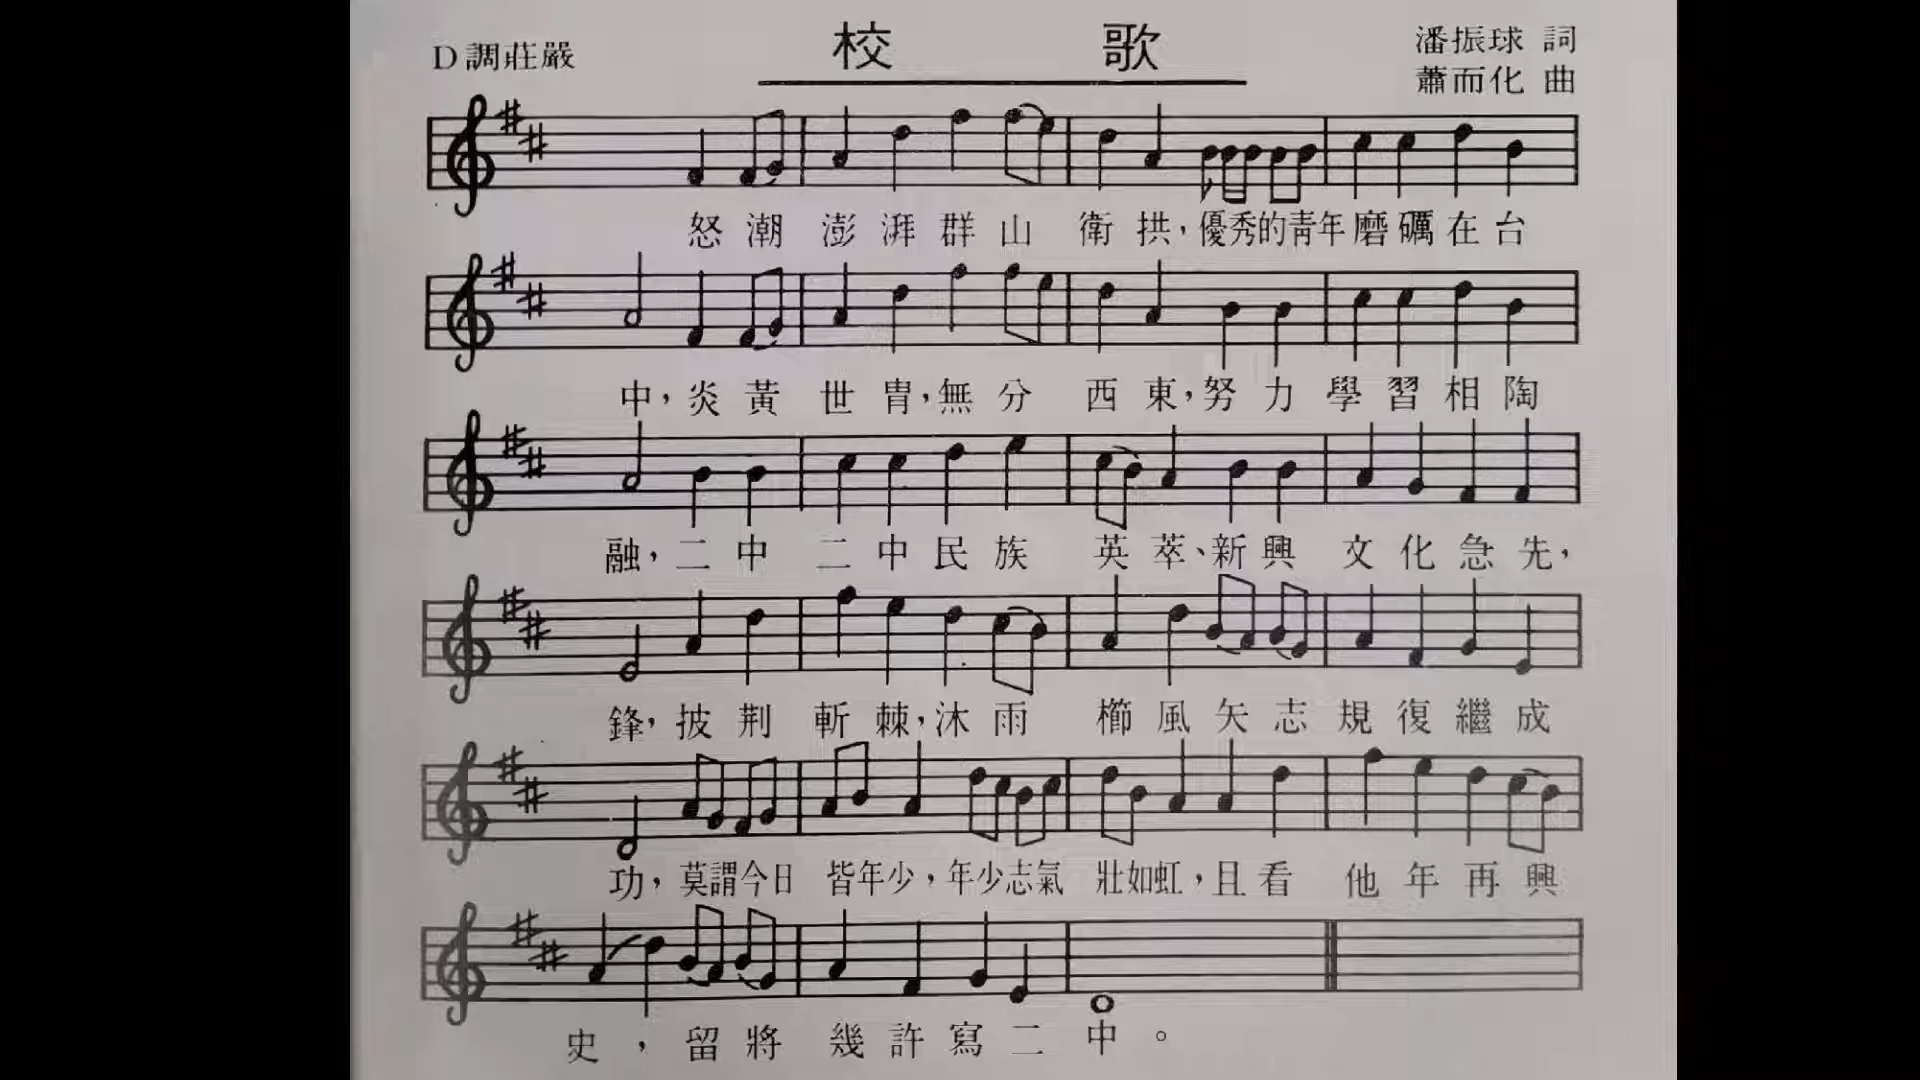 校歌
D調莊嚴
潘振球 詞
蕭而化 曲
怒潮澎湃群山衛拱，優秀的青年磨礪在台
中，炎黃世冑，無分西東，努力學習相陶
融，二中二中民族英萃、新興文化急先，
鋒，披荆斬棘，沐雨櫛風矢志規復繼成
功，莫謂今日皆年少，年少志氣壯如虹，且看他年再興
史，留將幾許寫二中。